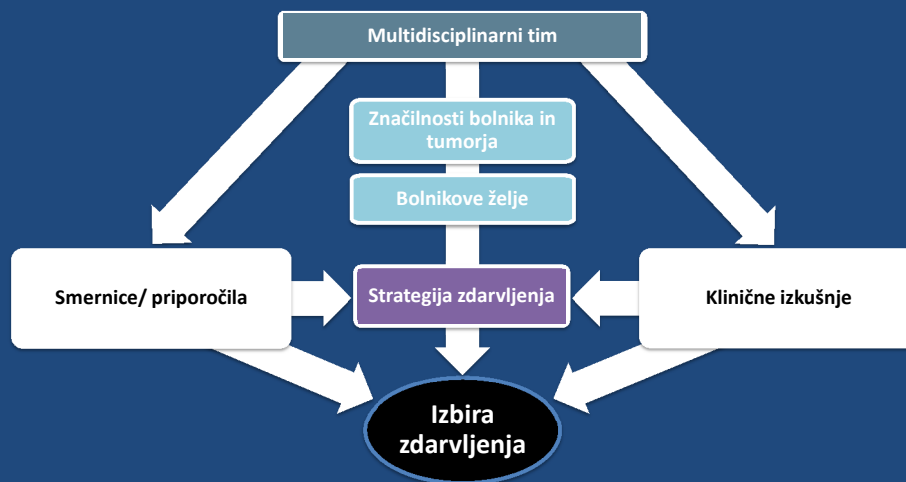 Multidisciplinarni tim
Značilnosti bolnika in
tumorja
Bolnikove želje
Smernice/ priporočila
Strategija zdarvljenja
Klinične izkušnje
Izbira
zdarvljenja